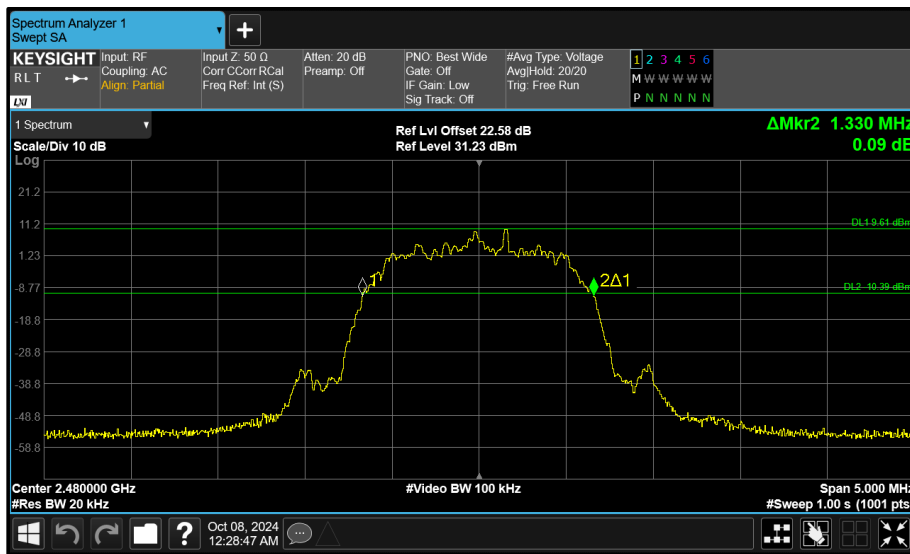 Spectrum Analyzer 1
Swept SA
KEYSIGHT
R L T
LXI
Input: RF
Coupling: AC
Align: Partial
Input Z: 50 Ω
Corr CCorr RCal
Freq Ref: Int (S)
Atten: 20 dB
Preamp: Off
PNO: Best Wide
Gate: Off
IF Gain: Low
Sig Track: Off
#Avg Type: Voltage
Avg|Hold: 20/20
Trig: Free Run
1 2 3 4 5 6
M W W W W W
P N N N N N
1 Spectrum
Scale/Div 10 dB
Log
Ref Lvl Offset 22.58 dB
Ref Level 31.23 dBm
ΔMkr2 1.330 MHz
0.09 dB
21.2
11.2
DL1 9.61 dBm
1.23
1
2Δ1
-8.77
DL2 -10.39 dBm
-18.8
-28.8
-38.8
-48.8
-58.8
Center 2.480000 GHz
#Res BW 20 kHz
#Video BW 100 kHz
Span 5.000 MHz
#Sweep 1.00 s (1001 pts
?
Oct 08, 2024
12:28:47 AM